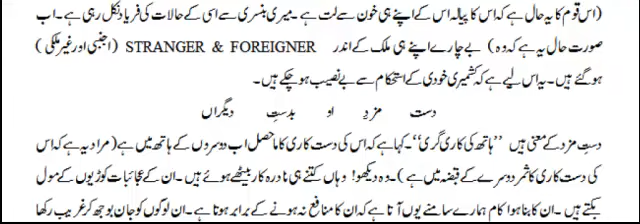 (اس قوم کا یہ حال ہے کہ اس کا پیالہ اس کے اپنے ہی خون سے لت ہے۔ میری بنسری سے اسی کے حالات کی فریاد نکل رہی ہے۔ اب
صورت حال یہ ہے کہ وہ) بے چارے اپنے ہی ملک کے اندر STRANGER & FOREIGNER (اجنبی اور غیر ملکی)
ہو گئے ہیں۔ یہ اس لیے ہے کہ کشمیری خودی کے استحکام سے بے نصیب ہو چکے ہیں۔
دست مزدِ او بدستِ دیگراں
دستِ مزد کے معنی ہیں ”ہاتھ کی کاری گری“۔ کہا ہے کہ اس کی دست کاری کا ماحصل اب دوسروں کے ہاتھ میں ہے (مراد یہ ہے کہ اس
کی دست کاری کا ثمر دوسرے کے قبضہ میں ہے)۔ وہ دیکھو! وہاں کتنے ہی نادرہ کار بیٹھے ہوئے ہیں۔ ان کے عجائبات کوڑیوں کے مول
بکتے ہیں۔ ان کا بنا ہوا کام ہمارے سامنے یوں آتا ہے کہ ان کا منافع نہ ہونے کے برابر ہوتا ہے۔ ان لوگوں کو جان بوجھ کر غریب رکھا